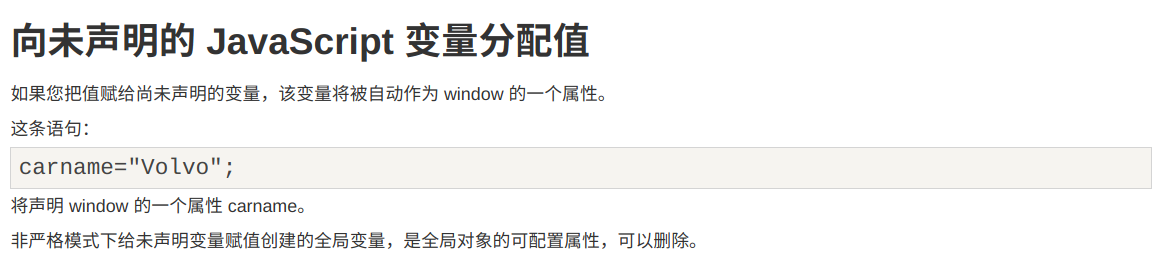 向未声明的 JavaScript 变量分配值
如果您把值赋给尚未声明的变量，该变量将被自动作为 window 的一个属性。
这条语句：
carname="Volvo";
将声明 window 的一个属性 carname。
非严格模式下给未声明变量赋值创建的全局变量，是全局对象的可配置属性，可以删除。